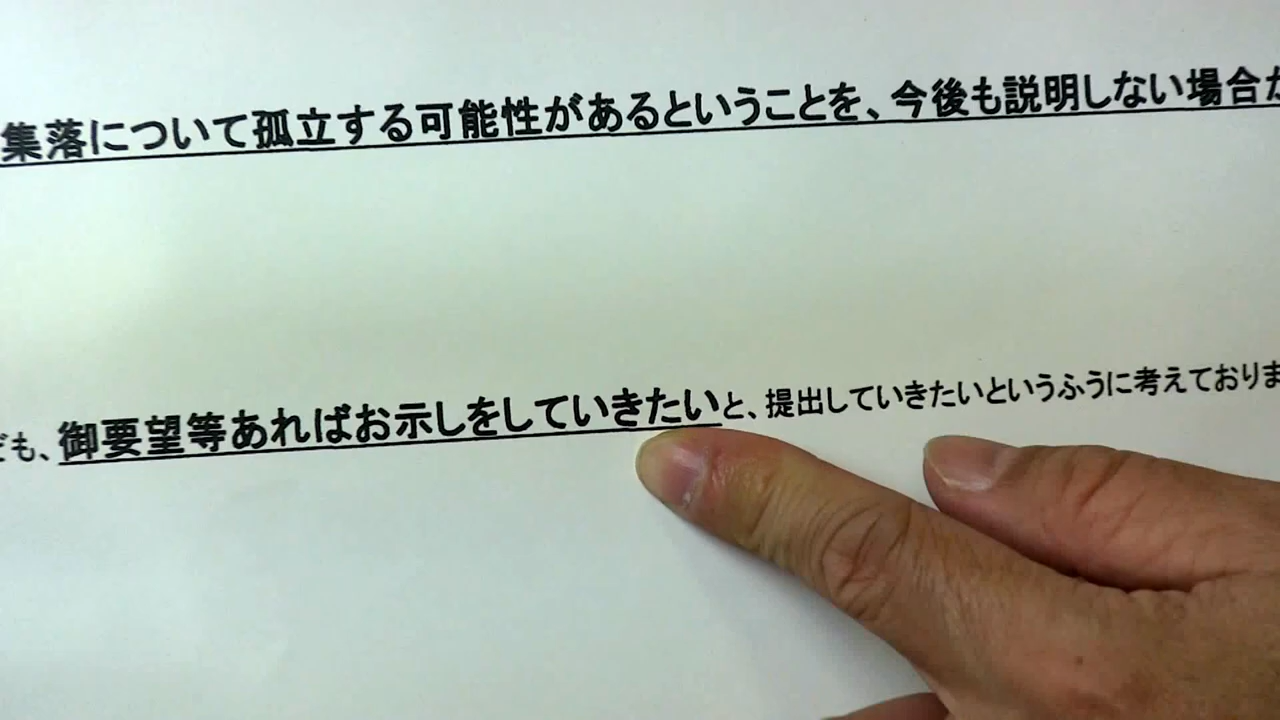 集落について孤立する可能性があるということを、今後も説明しない場合が
ども、御要望等あればお示しをしていきたいと、提出していきたいというふうに考えておりま